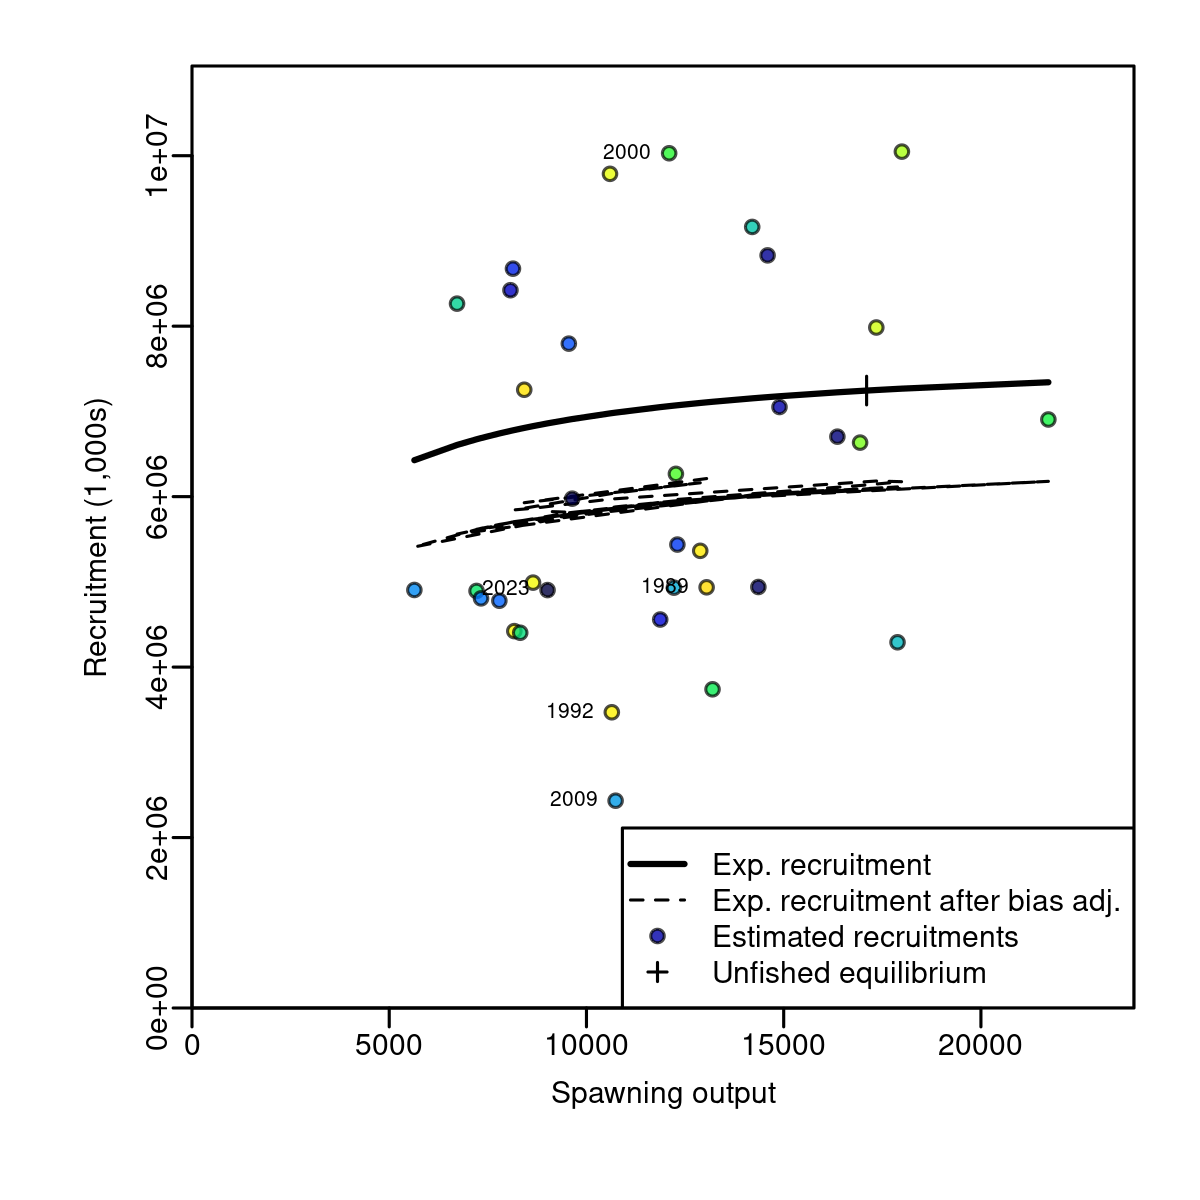 1e+07
8e+06
6e+06
4e+06
2e+06
0e+00
Recruitment (1,000s)
2000
2023
1989
1992
2009
Exp. recruitment
Exp. recruitment after bias adj.
Estimated recruitments
Unfished equilibrium
0 5000 10000 15000 20000
Spawning output